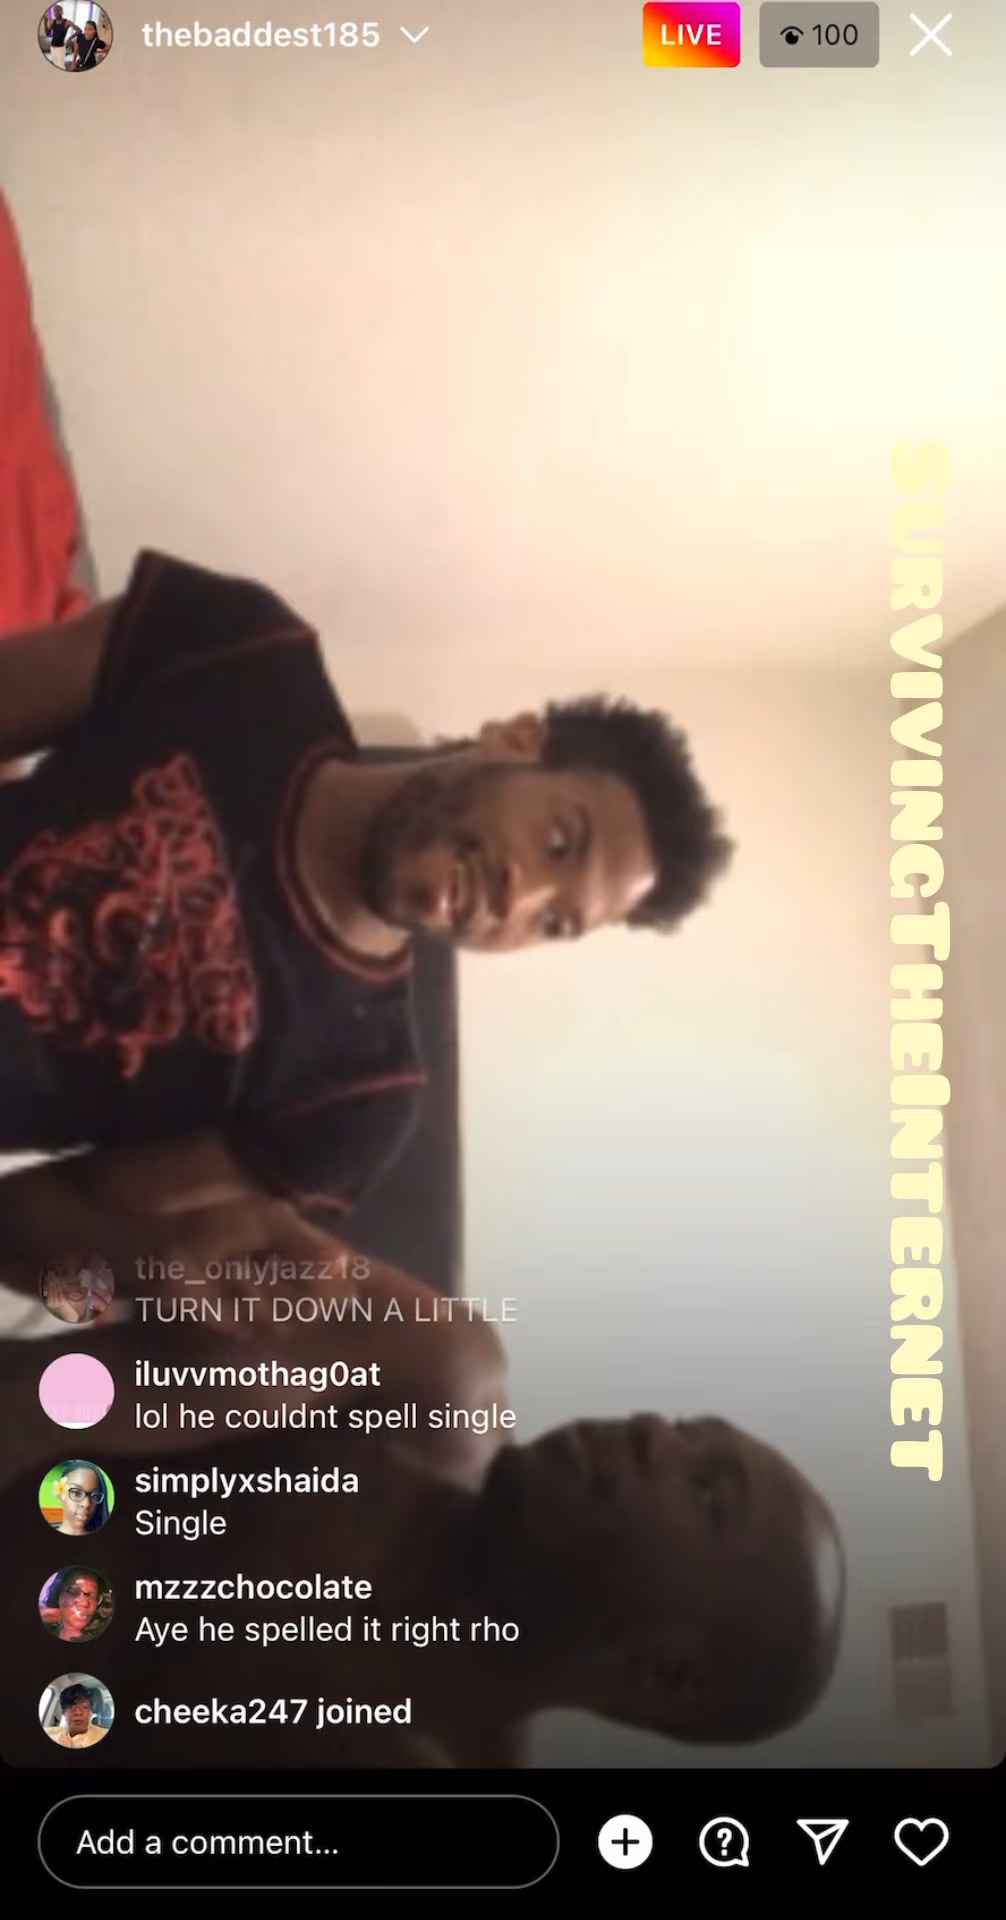 thebaddest185
LIVE
100
SURVIVINGTHEINTERNET
the_onlyjazz18
TURN IT DOWN A LITTLE
iluvvmothag0at
lol he couldnt spell single
simplyxshaida
Single
mzzzchocolate
Aye he spelled it right rho
cheeka247 joined
Add a comment...